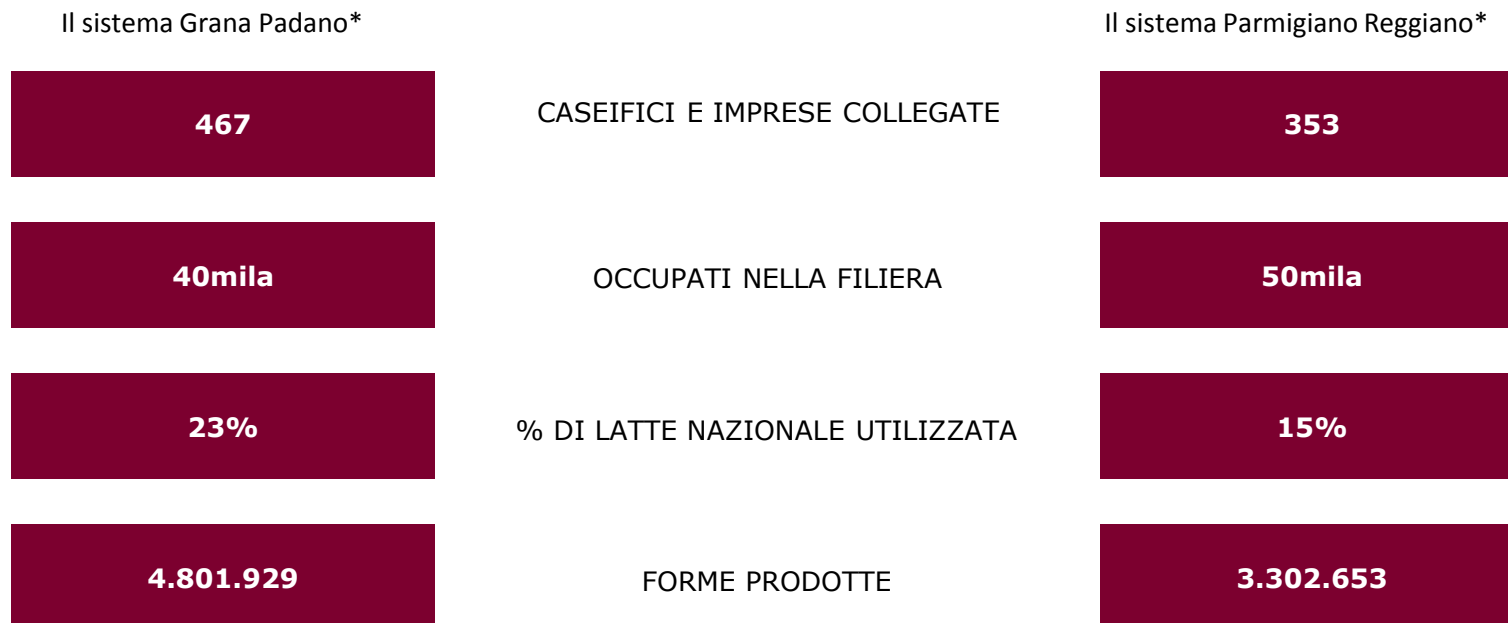 Il sistema Grana Padano*
Il sistema Parmigiano Reggiano*
467
CASEIFICI E IMPRESE COLLEGATE
353
40mila
OCCUPATI NELLA FILIERA
50mila
23%
% DI LATTE NAZIONALE UTILIZZATA
15%
4.801.929
FORME PRODOTTE
3.302.653